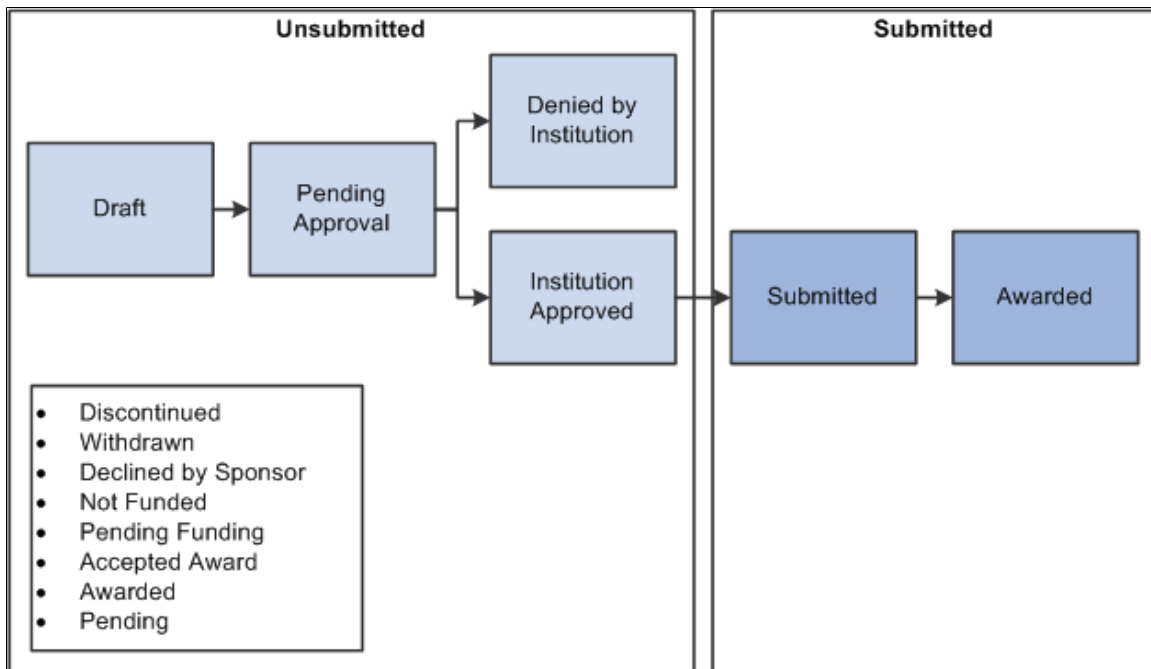 Unsubmitted
Submitted
Denied by
Institution
Draft
Pending
Approval
Institution
Approved
Submitted
Awarded
• Discontinued
• Withdrawn
• Declined by Sponsor
• Not Funded
• Pending Funding
• Accepted Award
• Awarded
• Pending